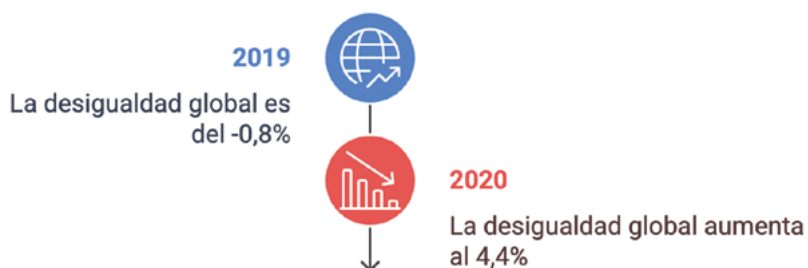 2019
La desigualdad global es
del -0,8%
2020
La desigualdad global aumenta
al 4,4%